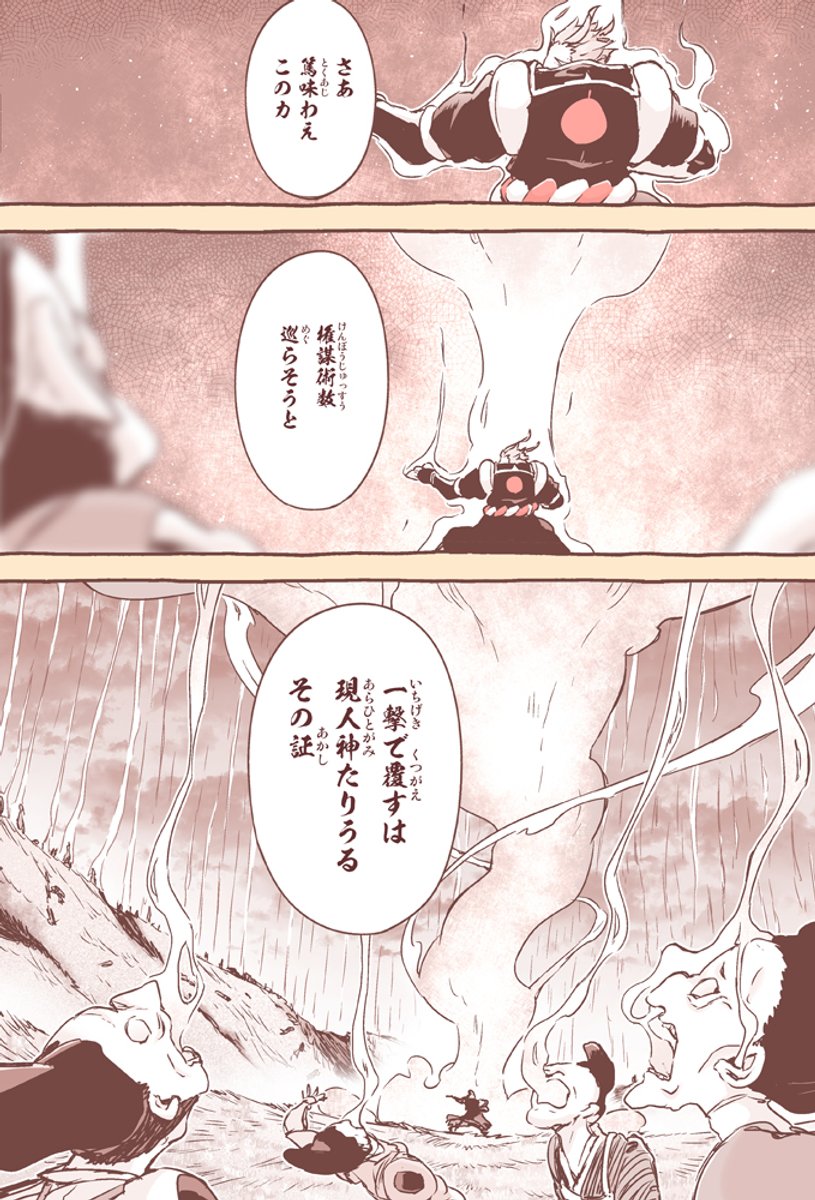 さあ
篤味わえ
この力
権謀術数
巡らそうと
一撃で覆すは
現人神たりうる
その証